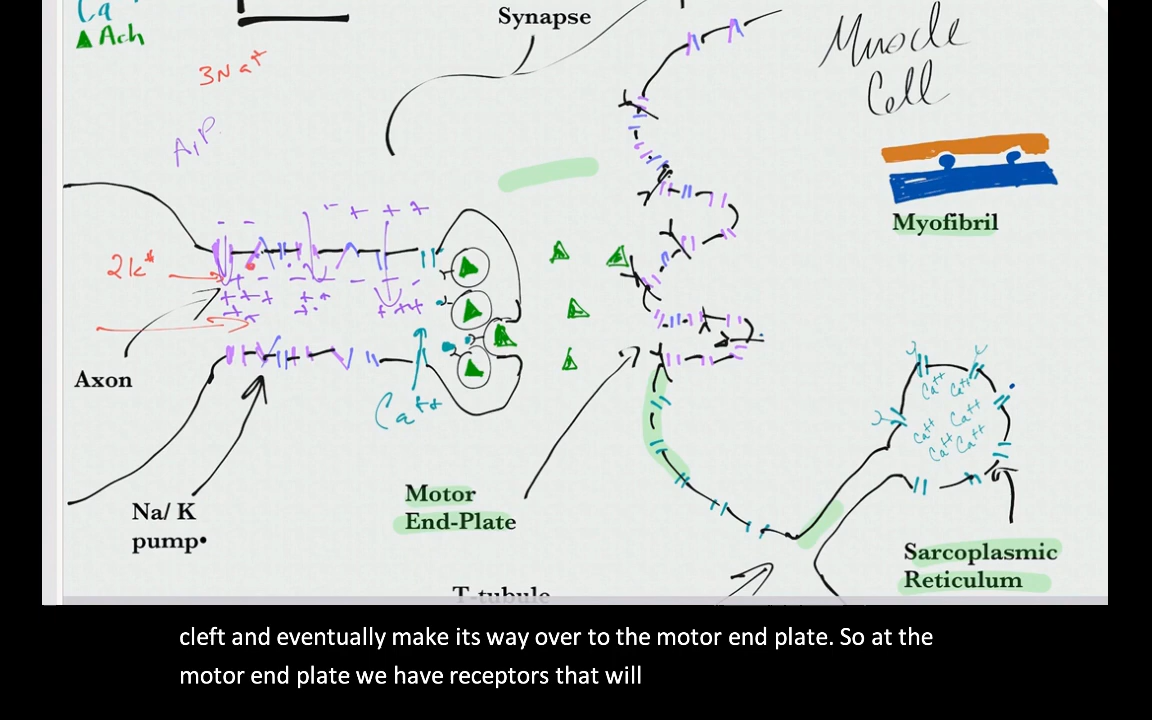 Ca
▲ Ach
Synapse
Muscle
Cell
3Na+
A.P.
- + + +
Myofibril
2k+
Axon
Ca++
Ca++
Ca++
Ca++
Ca++
Ca++
Ca++
Na/ K
pump•
Motor
End-Plate
Sarcoplasmic
Reticulum
T-tubule
cleft and eventually make its way over to the motor end plate. So at the
motor end plate we have receptors that will